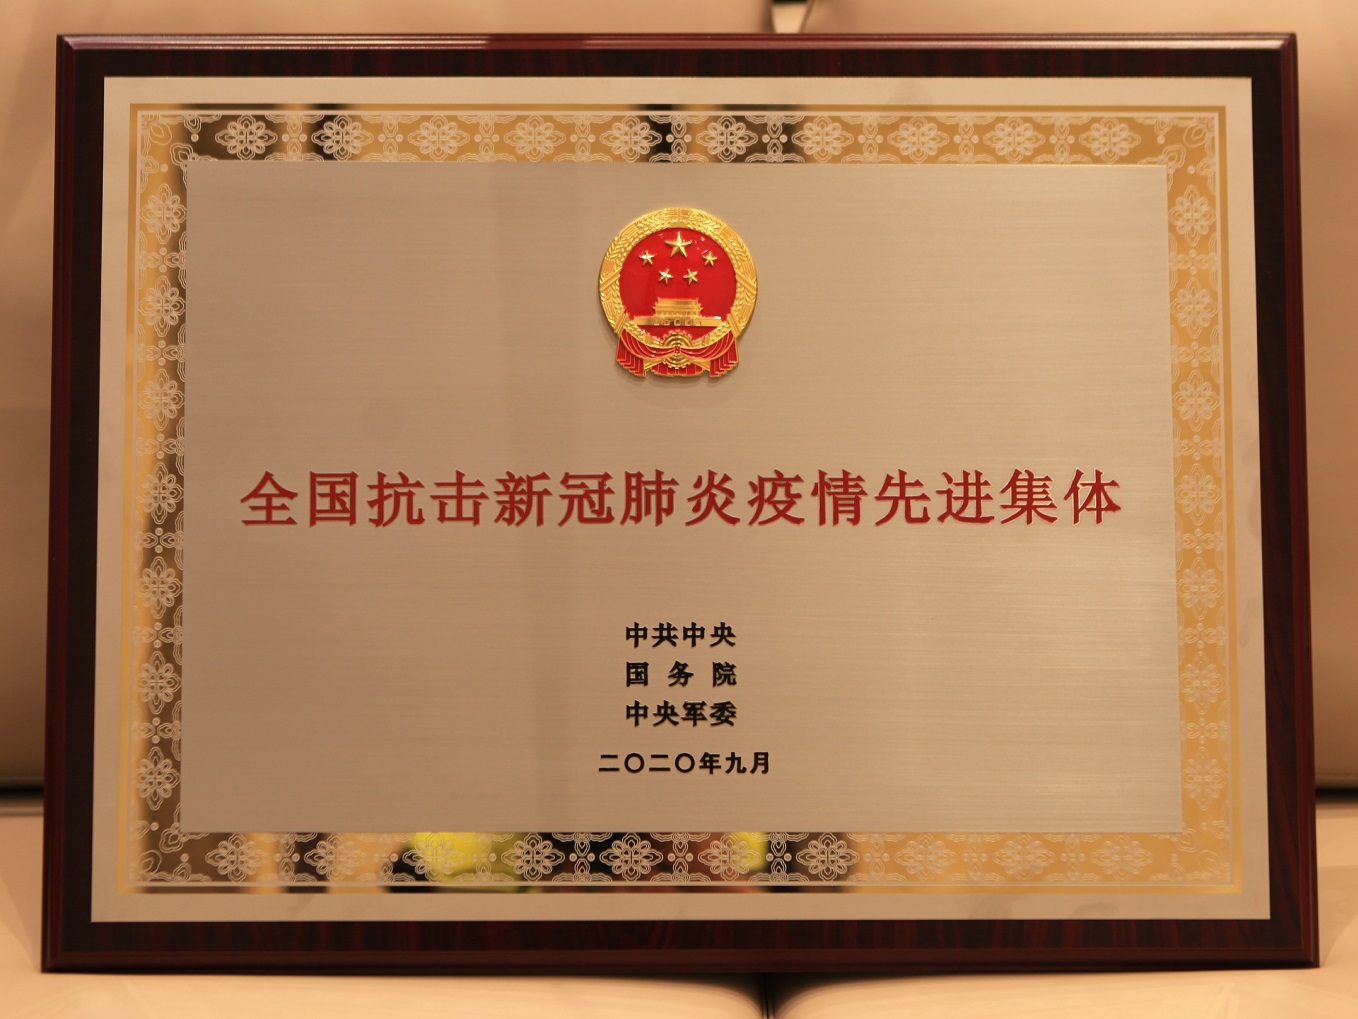 全国抗击新冠肺炎疫情先进集体
中共中央
国务院
中央军委
二〇二〇年九月